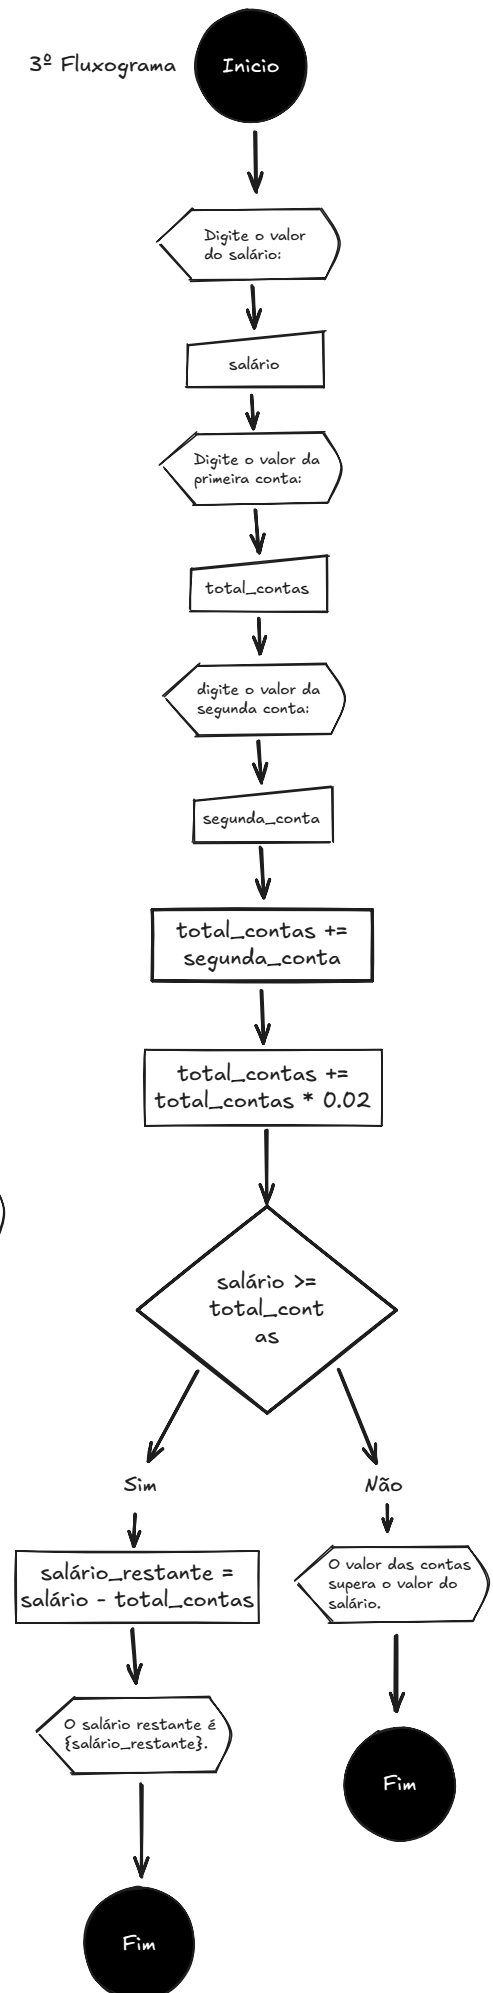 3º Fluxograma
Inicio
Digite o valor
do salário:
salário
Digite o valor da
primeira conta:
total_contas
digite o valor da
segunda conta:
segunda_conta
total_contas +=
segunda_conta
total_contas +=
total_contas * 0.02
salário >=
total_cont
as
Sim
Não
salário_restante =
salário - total_contas
O valor das contas
supera o valor do
salário.
O salário restante é
{salário_restante}.
Fim
Fim